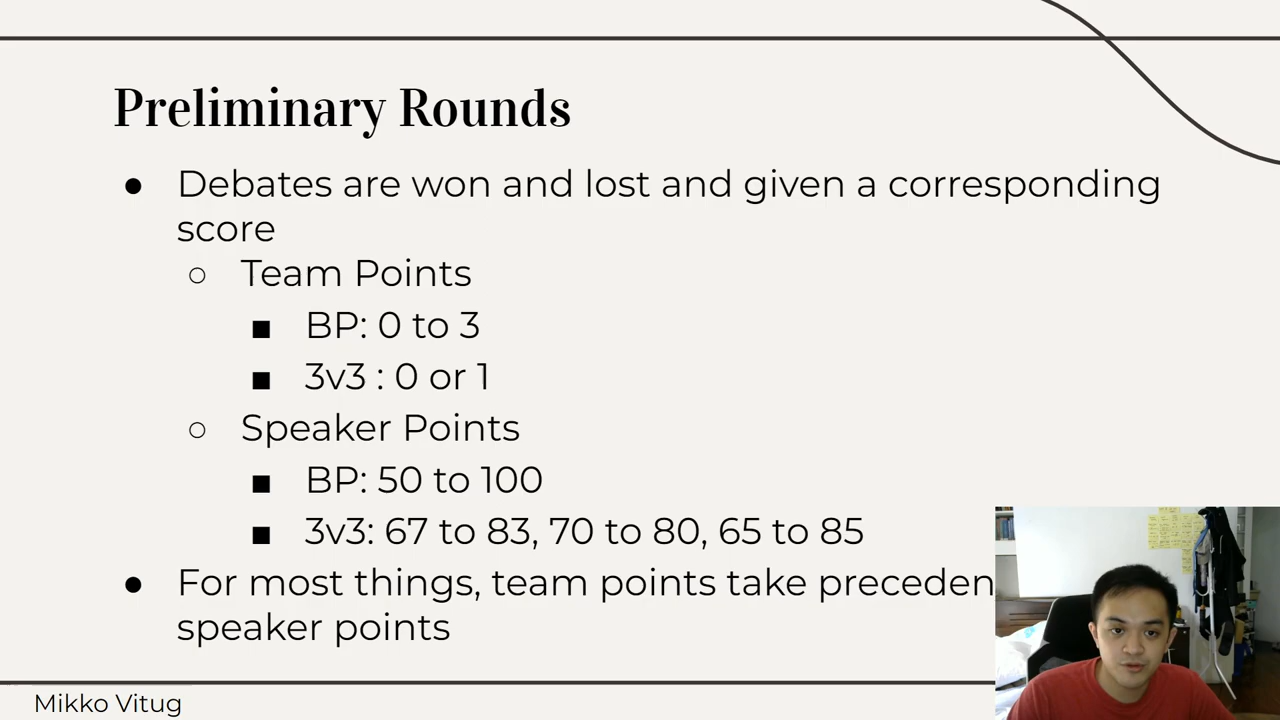 Preliminary Rounds
● Debates are won and lost and given a corresponding
score
○ Team Points
■ BP: 0 to 3
■ 3v3 : 0 or 1
○ Speaker Points
■ BP: 50 to 100
■ 3v3: 67 to 83, 70 to 80, 65 to 85
● For most things, team points take preceden
speaker points
Mikko Vitug